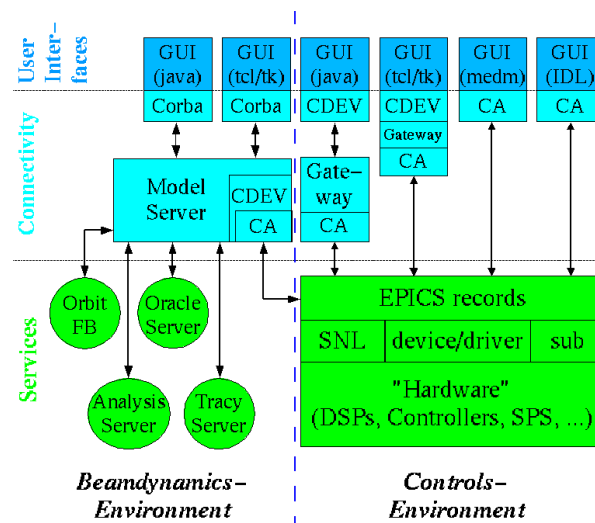 User
Inter-
faces
GUI
(java)
GUI
(tcl/tk)
GUI
(java)
GUI
(tcl/tk)
GUI
(medm)
GUI
(IDL)
Connectivity
Corba
Corba
CDEV
CDEV
CA
CA
Gateway
CA
Model
Server
CDEV
CA
Gate-
way
CA
Services
Orbit
FB
Oracle
Server
Analysis
Server
Tracy
Server
EPICS records
SNL
device/driver
sub
"Hardware"
(DSPs, Controllers, SPS, ...)
Beamdynamics-
Environment
Controls-
Environment